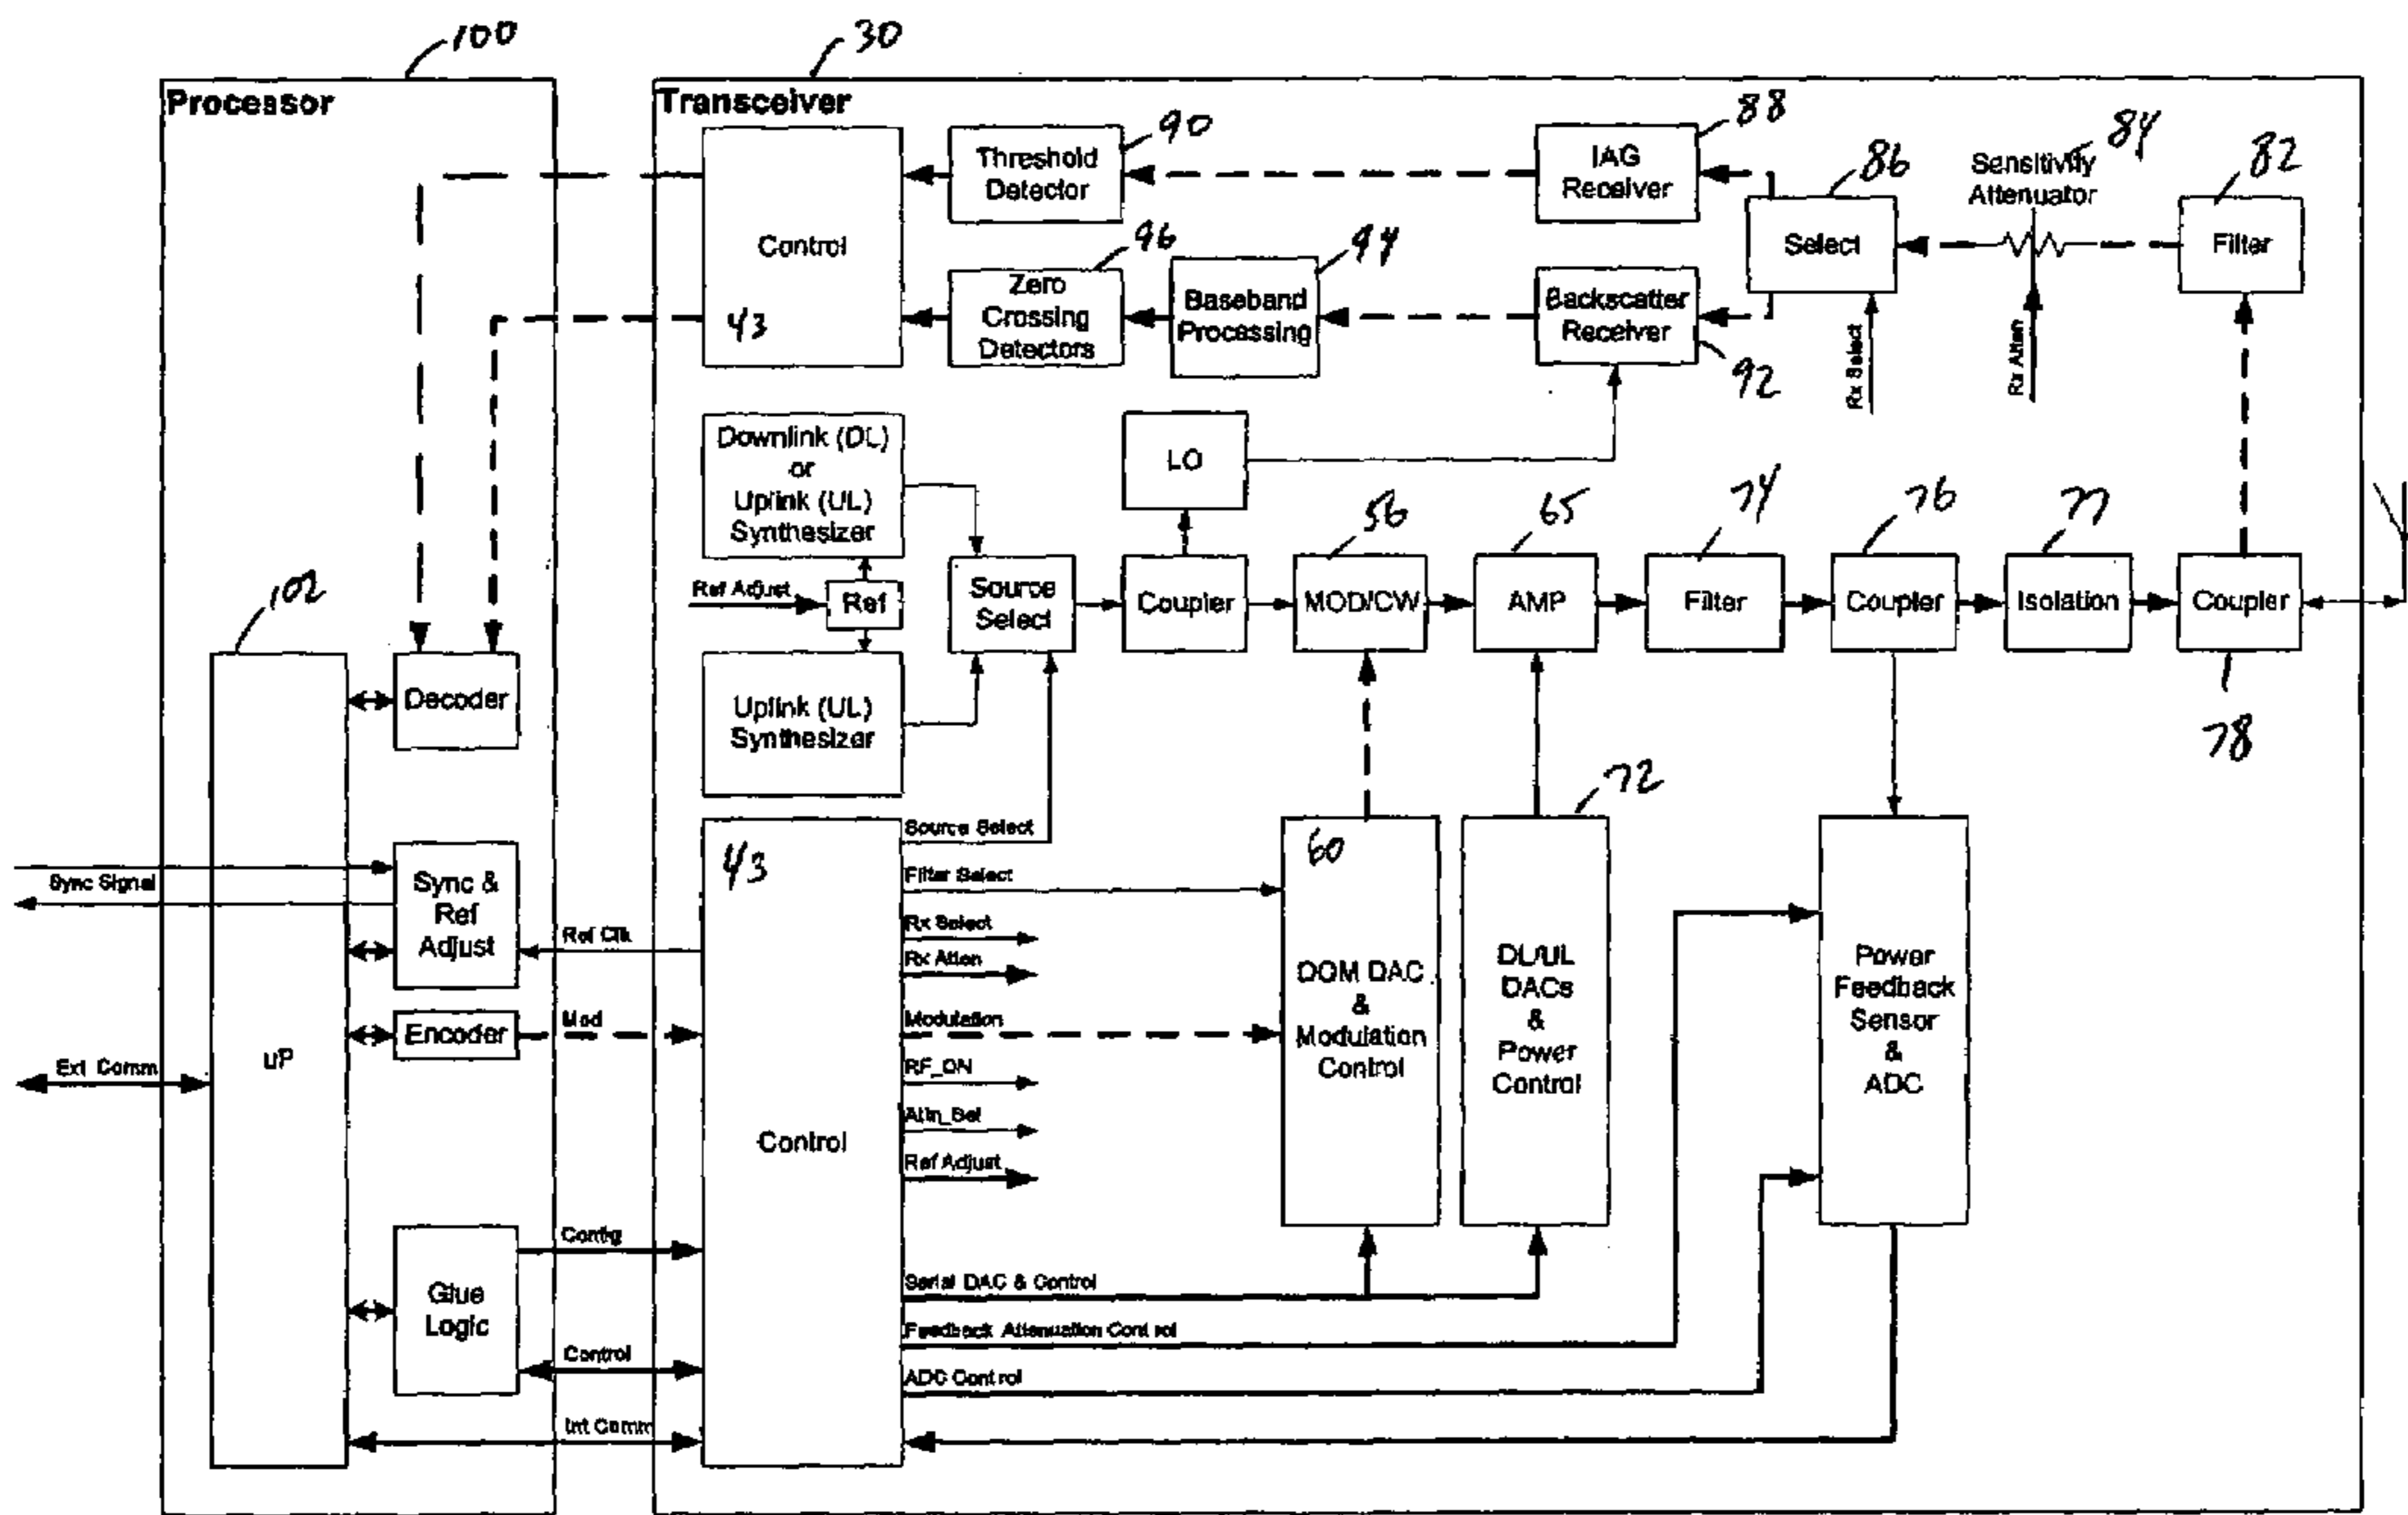 100
30
Processor
Transceiver
Control
43
Threshold
Detector
90
IAG
Receiver
88
Select
86
Sensitivity
Attenuator
84
Filter
82
Zero
Crossing
Detectors
96
Baseband
Processing
94
Backscatter
Receiver
92
Rx Select
Rx Atten
Downlink (DL)
or
Uplink (UL)
Synthesizer
LO
Ref Adjust
Ref
Source
Select
Coupler
MOD/CW
56
AMP
65
Filter
74
Coupler
76
Isolation
77
Coupler
78
Uplink (UL)
Synthesizer
102
uP
Decoder
Sync Signal
Sync &
Ref
Adjust
Ref Clk
Encoder
Mod
Ext Comm
Glue
Logic
Config
Control
Int Comm
43
Control
Source Select
Filter Select
Rx Select
Rx Atten
Modulation
RF_ON
Attn_Sel
Ref Adjust
Serial DAC & Control
Feedback Attenuation Control
ADC Control
60
DOM DAC
&
Modulation
Control
72
DL/UL
DACs
&
Power
Control
Power
Feedback
Sensor
&
ADC